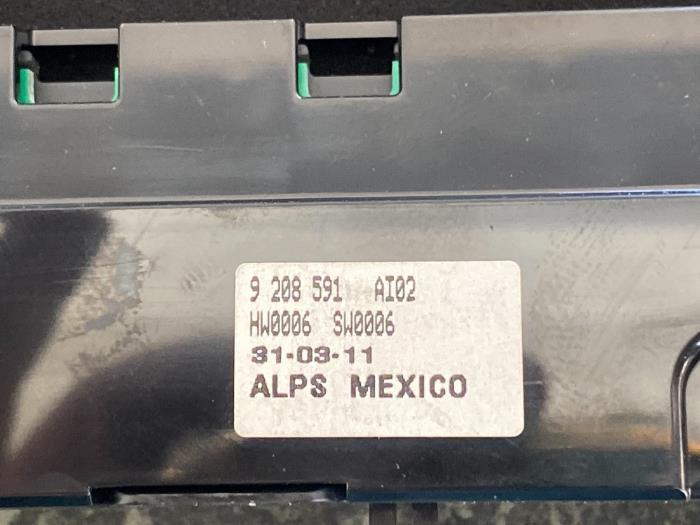 9 208 591 AI02
HW0006 SW0006
31-03-11
ALPS MEXICO